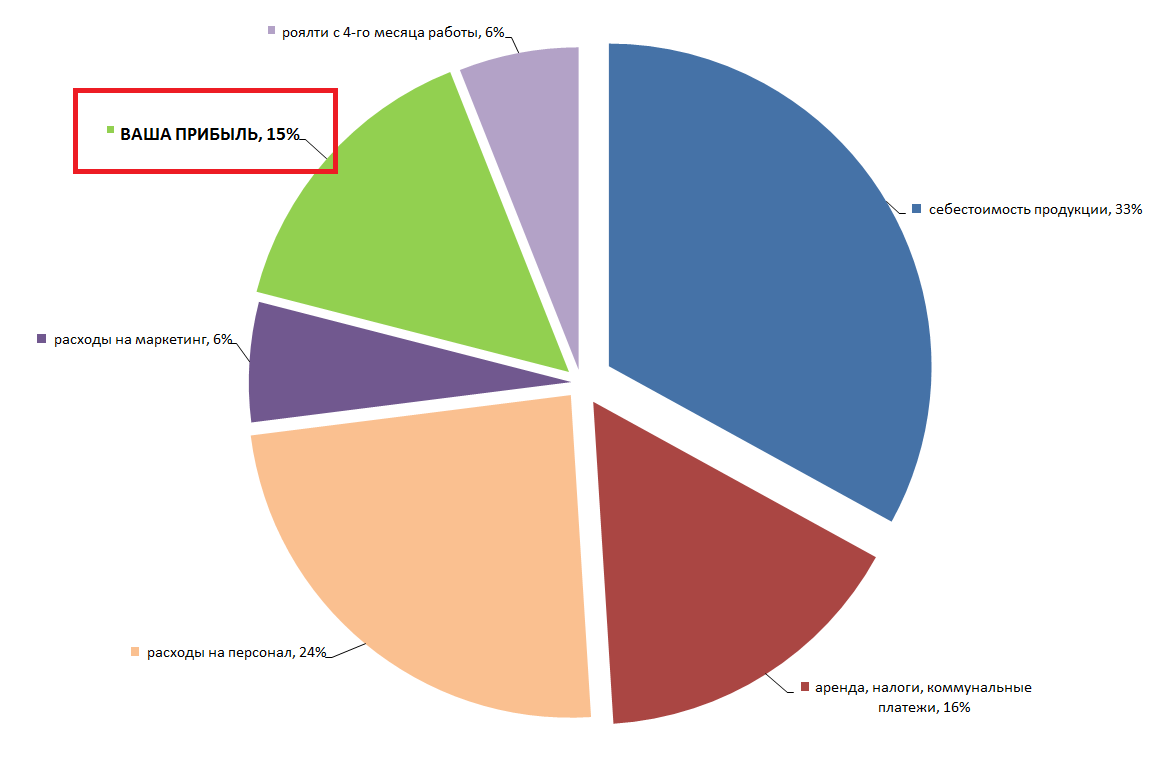 роялти с 4-го месяца работы, 6%
ВАША ПРИБЫЛЬ, 15%
себестоимость продукции, 33%
расходы на маркетинг, 6%
расходы на персонал, 24%
аренда, налоги, коммунальные
платежи, 16%